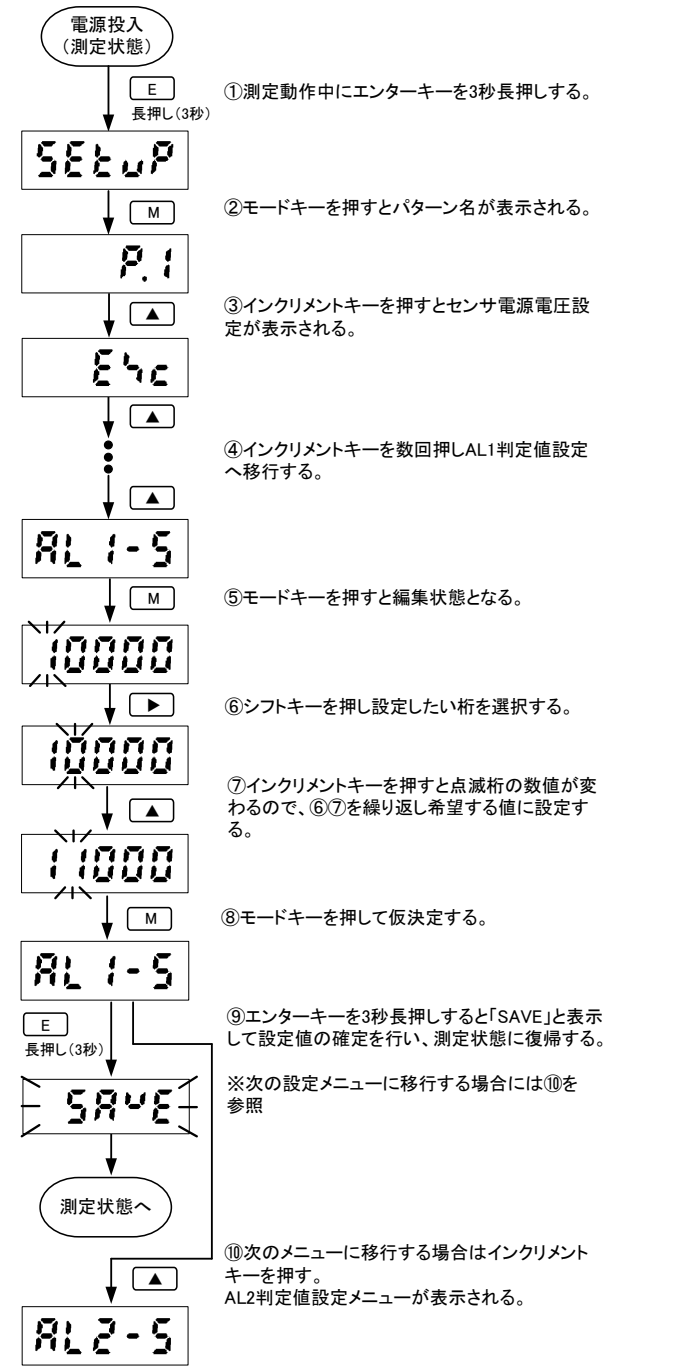 電源投入
（測定状態）
E
長押し（3秒）
①測定動作中にエンターキーを3秒長押しする。
SEtuP
M
②モードキーを押すとパターン名が表示される。
P.1
▲
③インクリメントキーを押すとセンサ電源電圧設
定が表示される。
▲
④インクリメントキーを数回押しAL1判定値設定
へ移行する。
▲
AL1-S
M
⑤モードキーを押すと編集状態となる。
10000
▶
⑥シフトキーを押し設定したい桁を選択する。
10000
⑦インクリメントキーを押すと点滅桁の数値が変
わるので、⑥⑦を繰り返し希望する値に設定す
る。
▲
11000
M
⑧モードキーを押して仮決定する。
AL1-S
E
長押し（3秒）
⑨エンターキーを3秒長押しすると「SAVE」と表示
して設定値の確定を行い、測定状態に復帰する。
※次の設定メニューに移行する場合には⑩を
参照
SAVE
測定状態へ
⑩次のメニューに移行する場合はインクリメント
キーを押す。
AL2判定値設定メニューが表示される。
▲
AL2-S